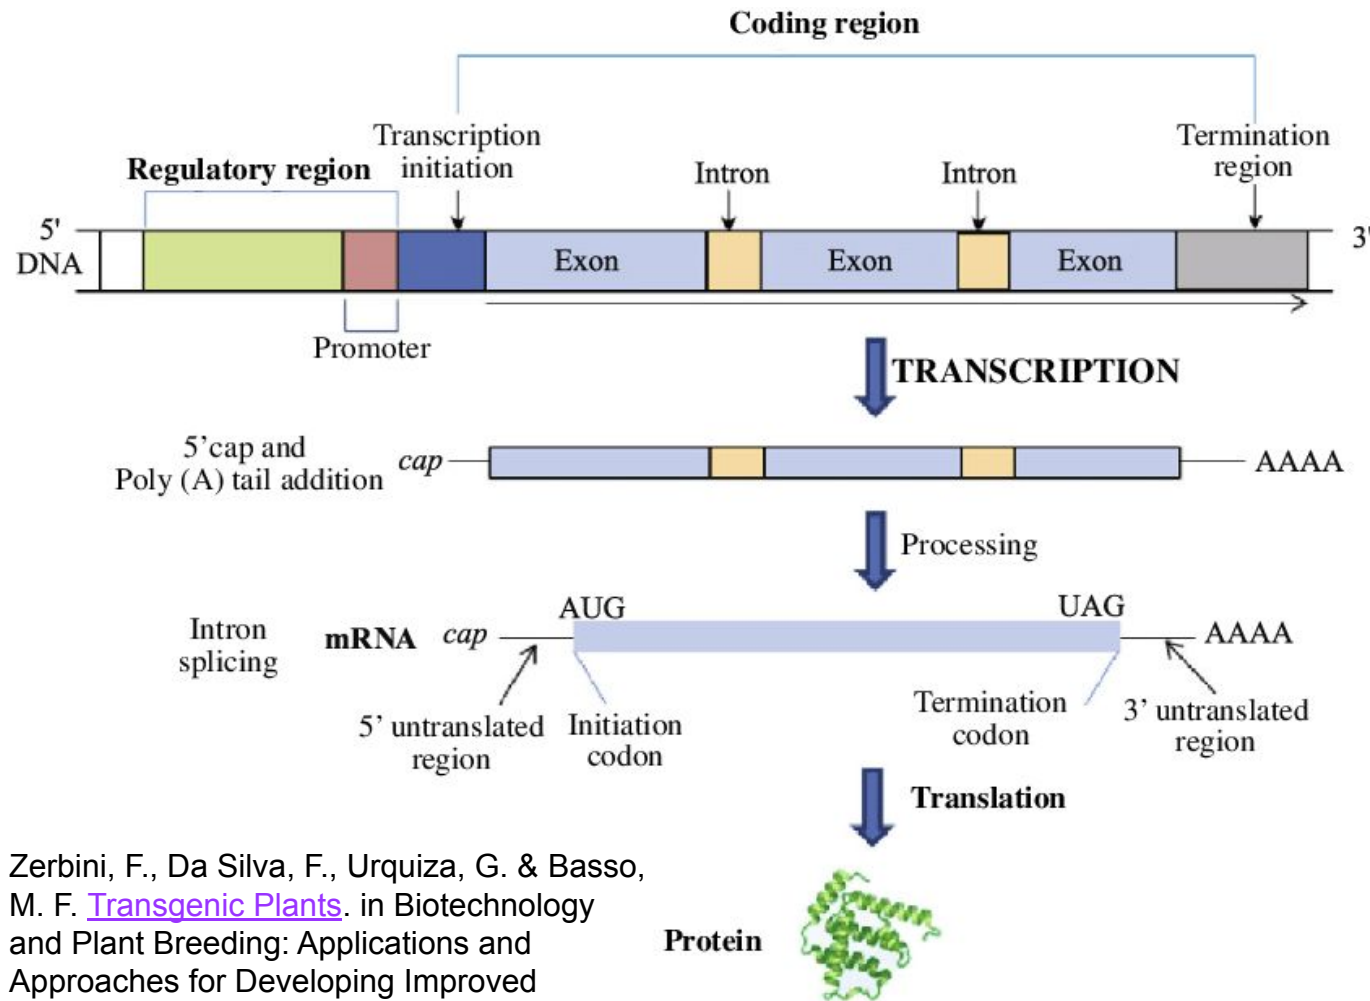 Coding region
Transcription
initiation
Termination
region
Regulatory region
Intron
Intron
5'
DNA
Exon
Exon
Exon
3'
Promoter
TRANSCRIPTION
5’cap and
Poly (A) tail addition
cap
AAAA
Processing
Intron
splicing
mRNA
cap
AUG
UAG
AAAA
5’ untranslated
region
Initiation
codon
Termination
codon
3’ untranslated
region
Translation
Protein
Zerbini, F., Da Silva, F., Urquiza, G. & Basso,
M. F. Transgenic Plants. in Biotechnology
and Plant Breeding: Applications and
Approaches for Developing Improved